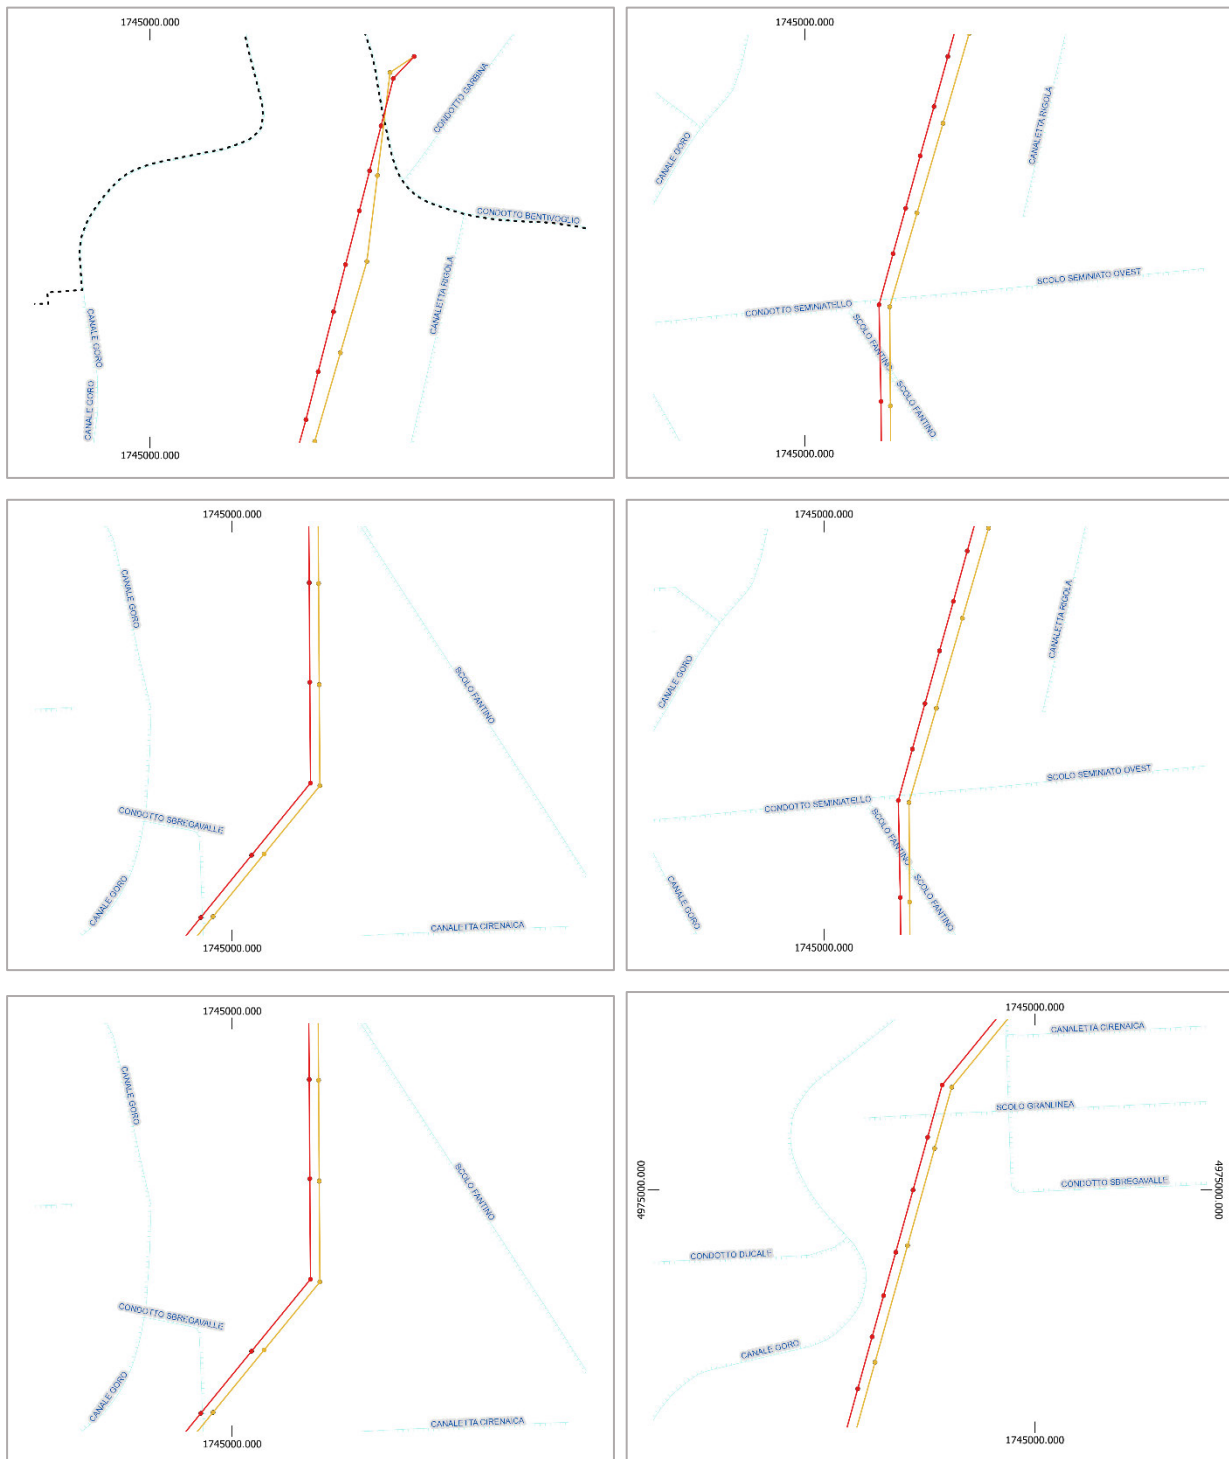 1745000.000
CONDOTTO GARBINA
CONDOTTO BENTIVOGLIO
CANALETTA RIGOLA
CANALE GORO
CANALE GORO
1745000.000
1745000.000
CANALETTA RIGOLA
CANALE GORO
SCOLO SEMINIATO OVEST
CONDOTTO SEMINIATELLO
SCOLO FANTINO
SCOLO FANTINO
1745000.000
1745000.000
CANALE GORO
SCOLO FANTINO
CONDOTTO SBREGAVALLE
CANALE GORO
CANALETTA CIRENAICA
1745000.000
1745000.000
CANALETTA RIGOLA
CANALE GORO
SCOLO SEMINIATO OVEST
CONDOTTO SEMINIATELLO
SCOLO FANTINO
SCOLO FANTINO
CANALE GORO
1745000.000
1745000.000
CANALE GORO
SCOLO FANTINO
CONDOTTO SBREGAVALLE
CANALE GORO
CANALETTA CIRENAICA
1745000.000
1745000.000
CANALETTA CIRENAICA
SCOLO GRANLINEA
4975000.000
CONDOTTO SBREGAVALLE
4975000.000
CONDOTTO DUCALE
CANALE GORO
1745000.000